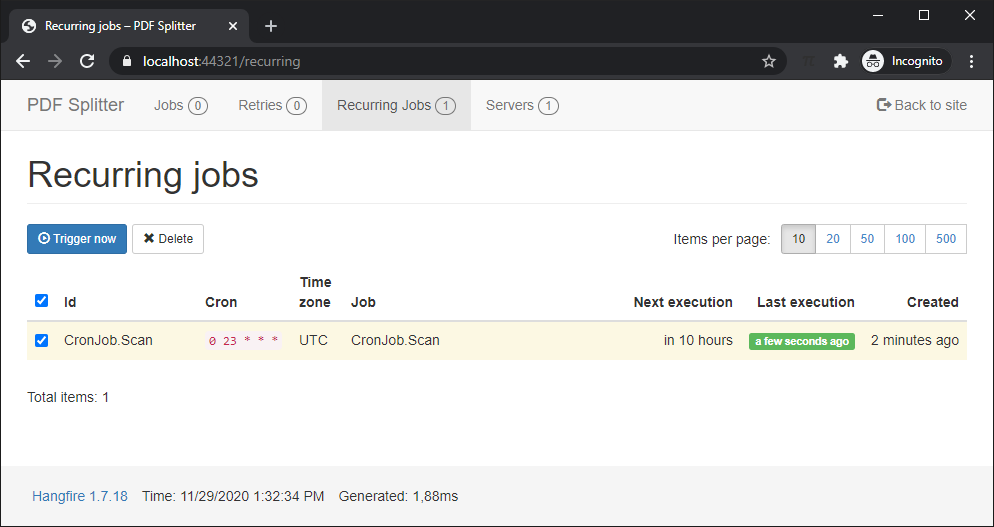 Recurring jobs – PDF Splitter
localhost:44321/recurring
Incognito
PDF Splitter Jobs 0 Retries 0 Recurring Jobs 1 Servers 1 Back to site
Recurring jobs
Trigger now Delete Items per page: 10 20 50 100 500
Id Cron Time zone Job Next execution Last execution Created
CronJob.Scan 0 23 * * * UTC CronJob.Scan in 10 hours a few seconds ago 2 minutes ago
Total items: 1
Hangfire 1.7.18 Time: 11/29/2020 1:32:34 PM Generated: 1,88ms